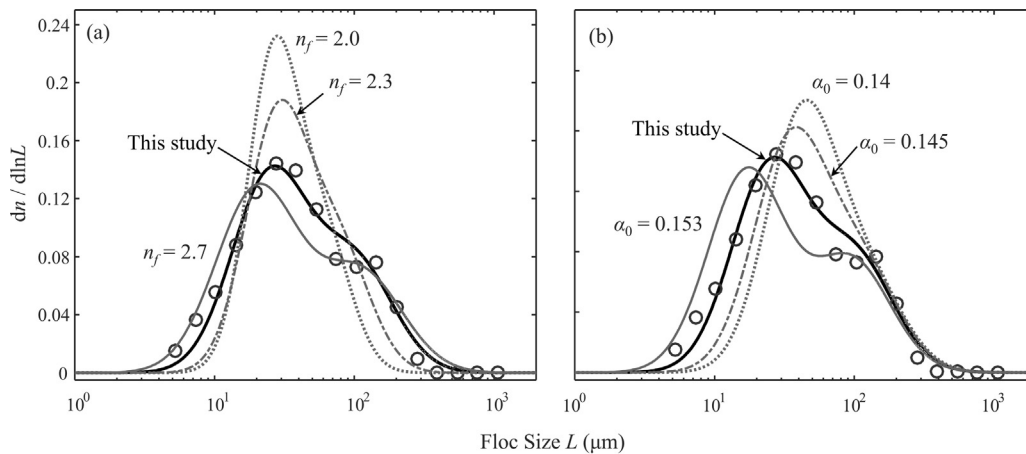 (a)
(b)
0.24
0.2
0.16
0.12
0.08
0.04
0
dn / dlnL
n_f = 2.0
n_f = 2.3
This study
n_f = 2.7
α_0 = 0.14
This study
α_0 = 0.145
α_0 = 0.153
10^0 10^1 10^2 10^3
10^0 10^1 10^2 10^3
Floc Size L (μm)